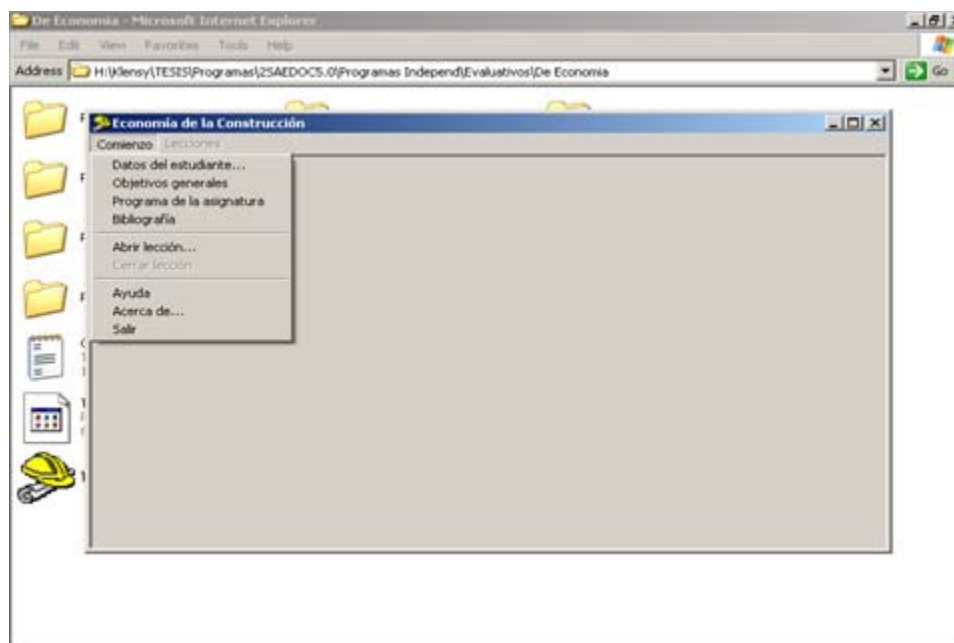 De Economia - Microsoft Internet Explorer
File Edit View Favorites Tools Help
Address H:\Klensy\TESIS\Programas\2SAEDOC5.0\Programas Independ\Evaluativos\De Economia Go
Economía de la Construcción
Comienzo Lecciones
Datos del estudiante...
Objetivos generales
Programa de la asignatura
Bibliografía
Abrir lección...
Cerrar lección
Ayuda
Acerca de...
Salir